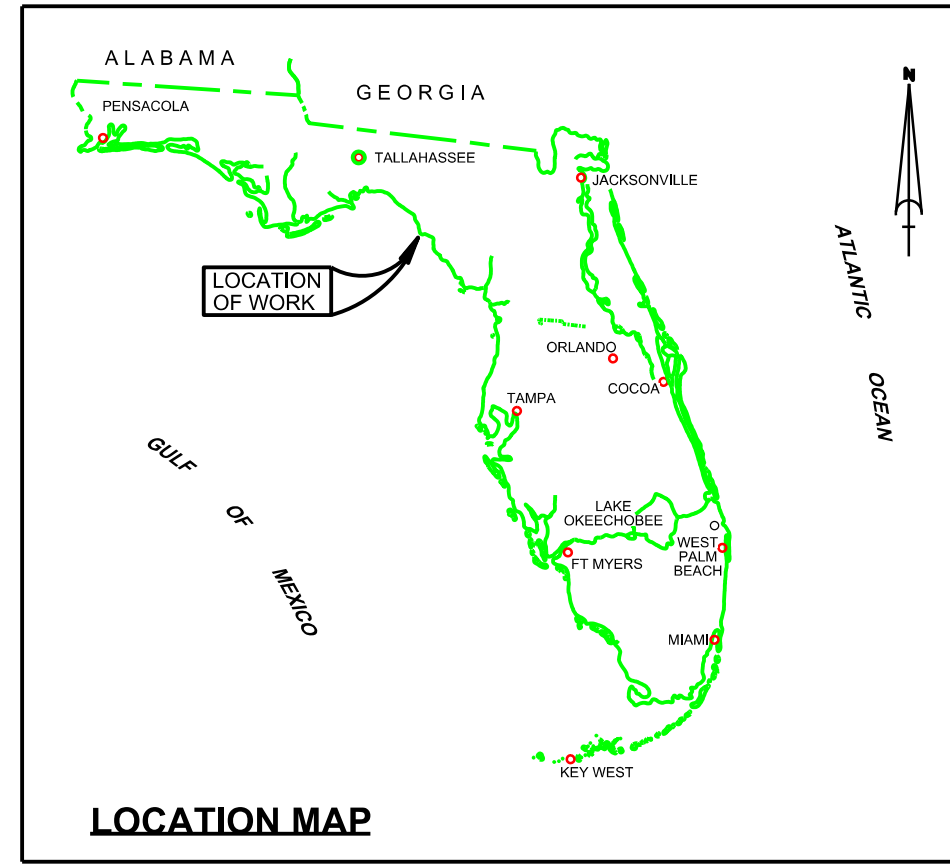 ALABAMA
GEORGIA
N
PENSACOLA
TALLAHASSEE
JACKSONVILLE
LOCATION
OF WORK
ATLANTIC
OCEAN
ORLANDO
COCOA
TAMPA
GULF
OF
MEXICO
LAKE
OKEECHOBEE
WEST
PALM
BEACH
FT MYERS
MIAMI
KEY WEST
LOCATION MAP